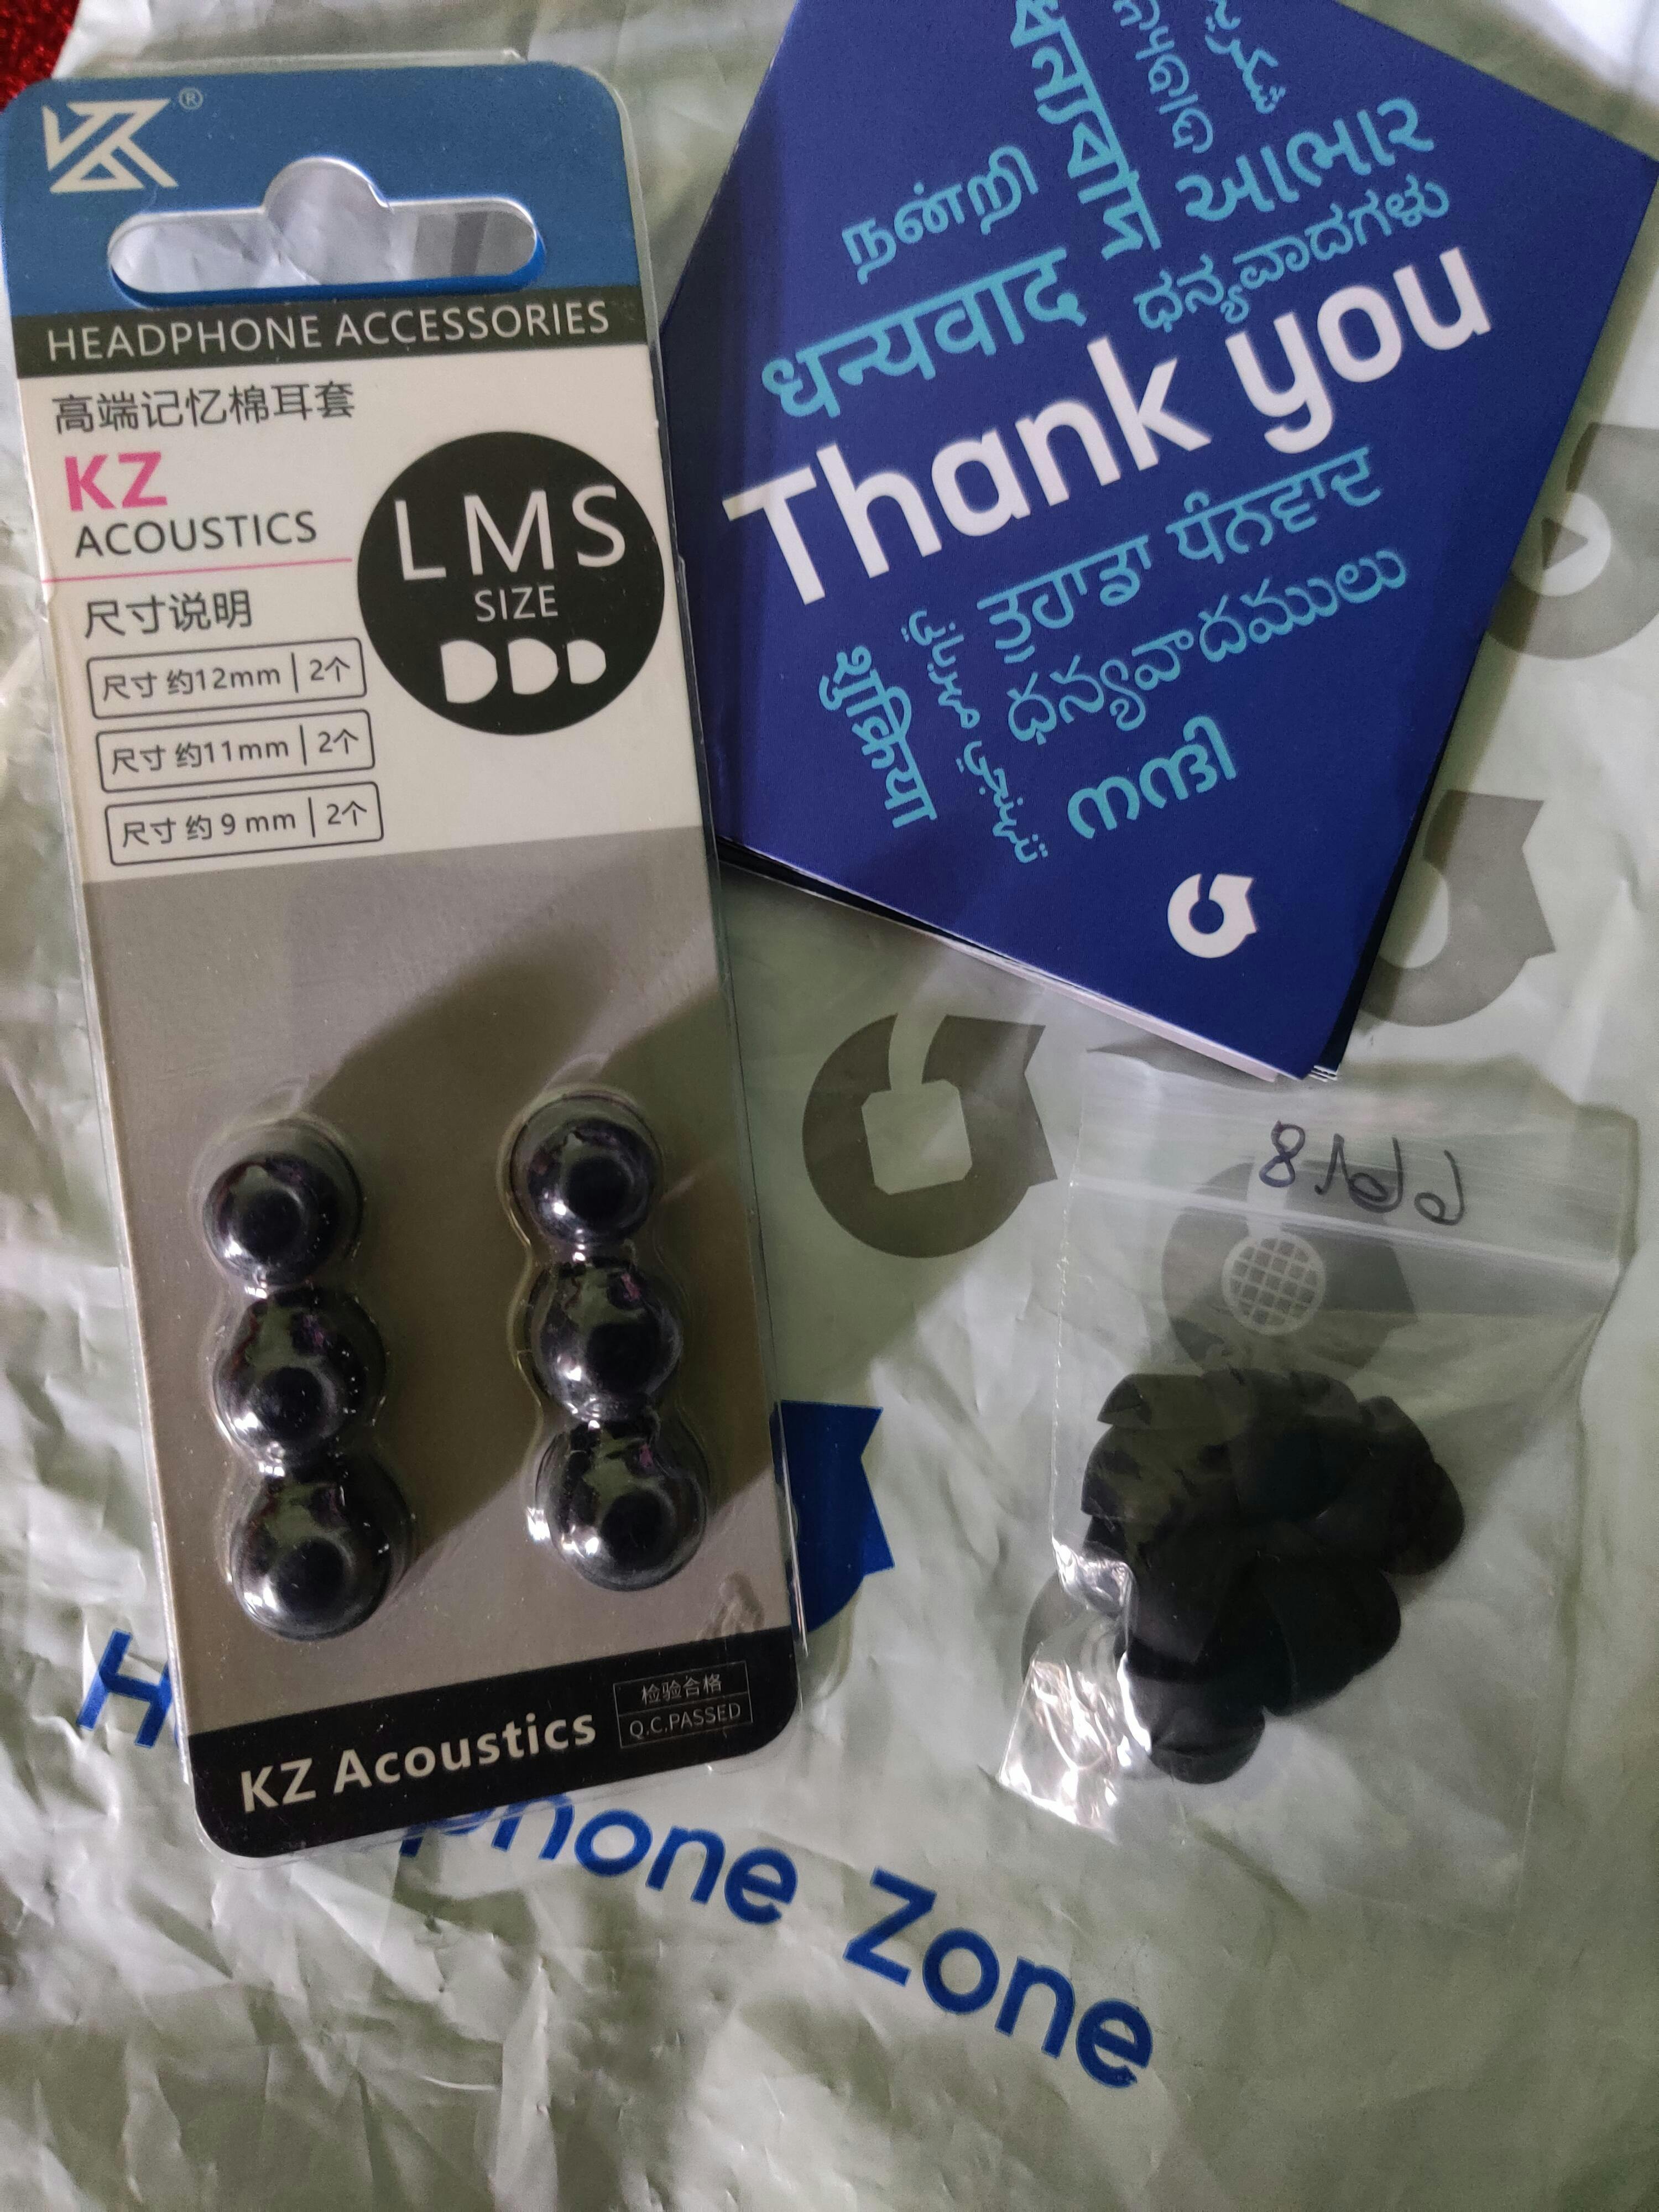 HEADPHONE ACCESSORIES
高端记忆棉耳套
KZ
ACOUSTICS
LMS
SIZE
尺寸说明
尺寸 约12mm | 2个
尺寸 约11mm | 2个
尺寸 约 9 mm | 2个
检验合格
Q.C.PASSED
KZ Acoustics
நன்றி
ধন্যবাদ
આભાર
धन्यवाद
ಧನ್ಯವಾದಗಳು
Thank you
ਤੁਹਾਡਾ ਧੰਨਵਾਦ
ధన్యవాదములు
शुक्रिया
നന്ദി
phone Zone